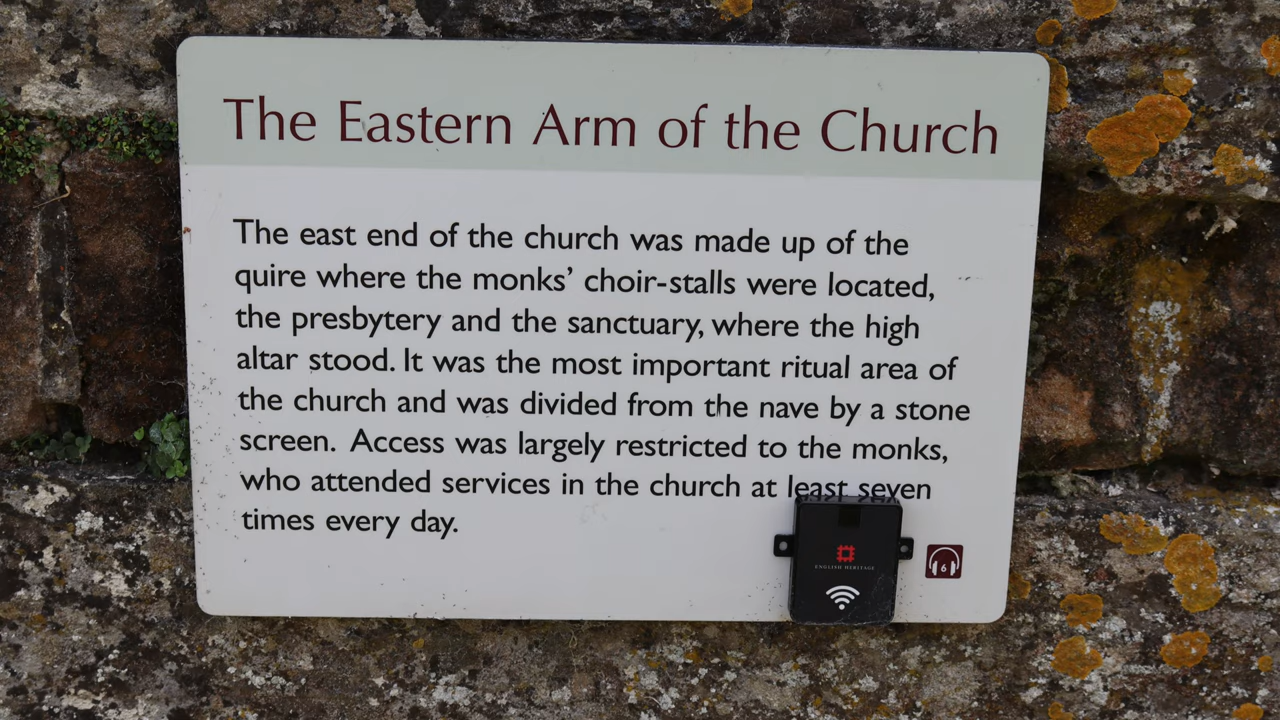 The Eastern Arm of the Church
The east end of the church was made up of the
quire where the monks’ choir-stalls were located,
the presbytery and the sanctuary, where the high
altar stood. It was the most important ritual area of
the church and was divided from the nave by a stone
screen. Access was largely restricted to the monks,
who attended services in the church at least seven
times every day.
ENGLISH HERITAGE
6